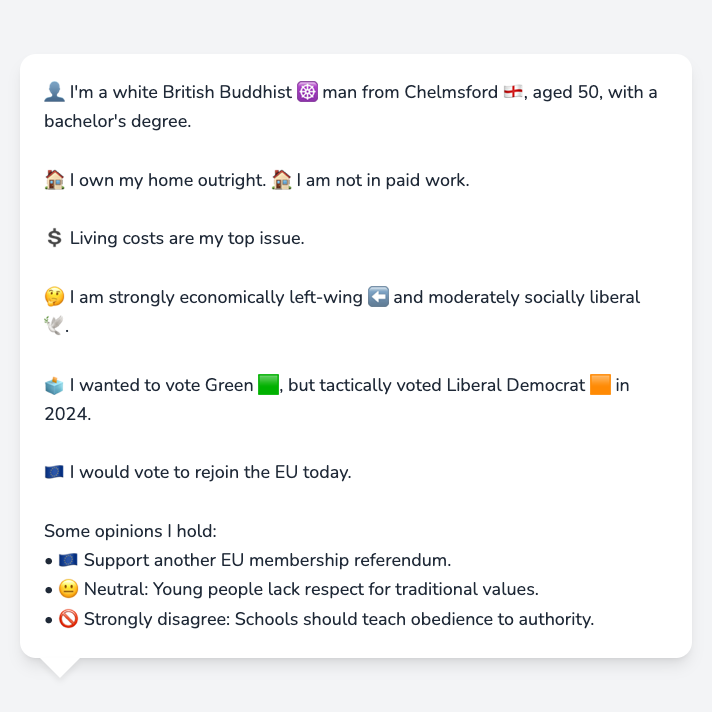 👤 I'm a white British Buddhist ☸️ man from Chelmsford 🏴󠁧󠁢󠁥󠁮󠁧󠁿, aged 50, with a
bachelor's degree.
🏠 I own my home outright. 🏠 I am not in paid work.
💲 Living costs are my top issue.
🤔 I am strongly economically left-wing ⬅️ and moderately socially liberal
🕊️.
🗳️ I wanted to vote Green 🟩, but tactically voted Liberal Democrat 🟧 in
2024.
🇪🇺 I would vote to rejoin the EU today.
Some opinions I hold:
• 🇪🇺 Support another EU membership referendum.
• 😐 Neutral: Young people lack respect for traditional values.
• 🚫 Strongly disagree: Schools should teach obedience to authority.